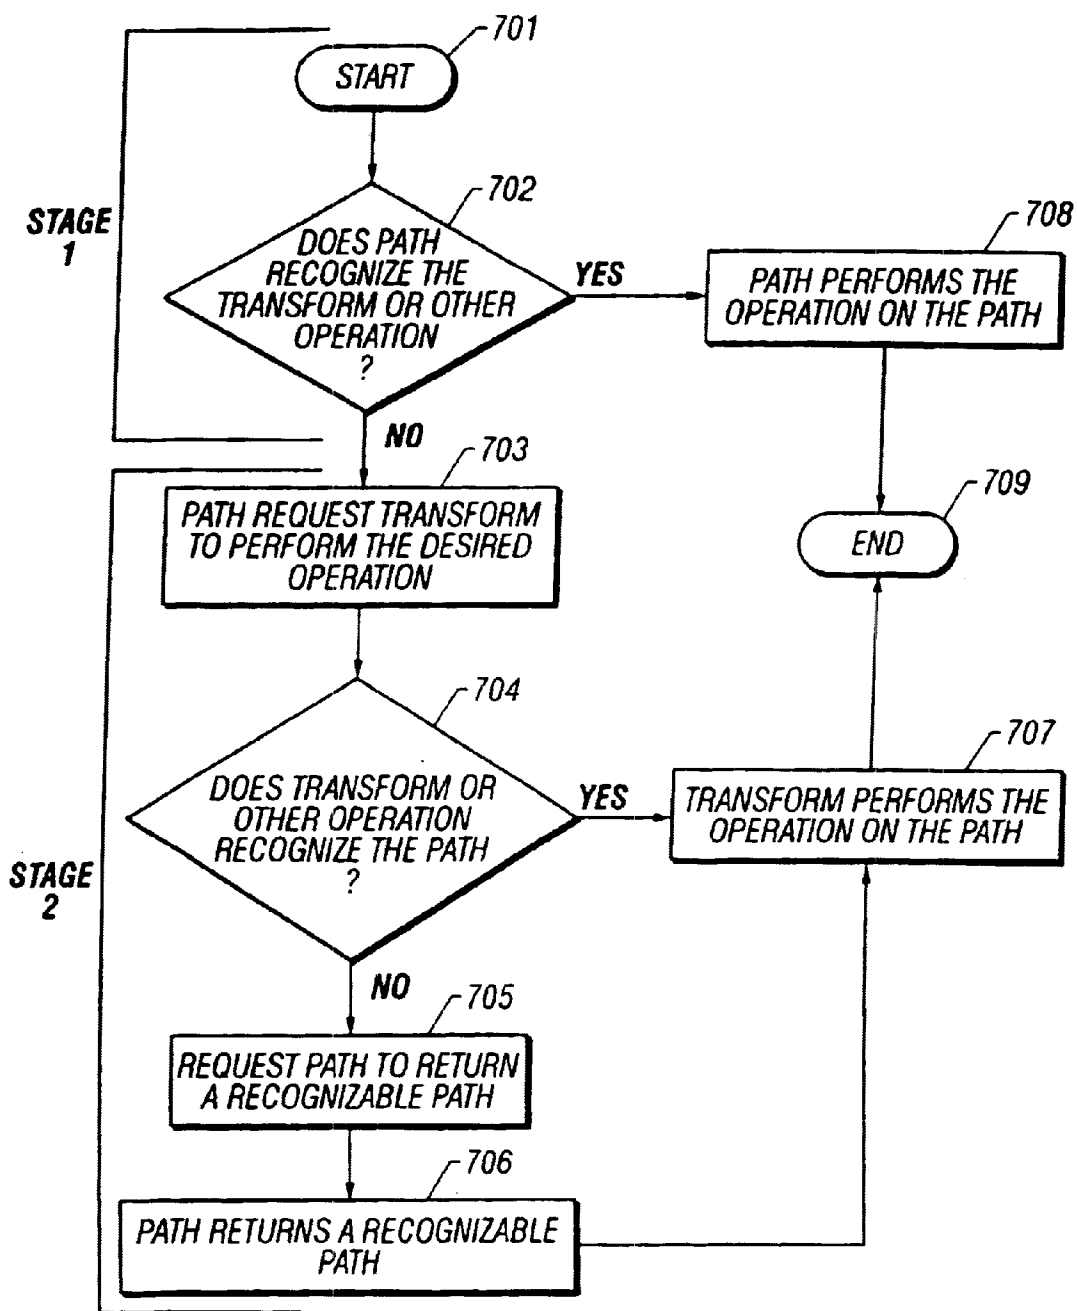 701
START
STAGE
1
702
DOES PATH
RECOGNIZE THE
TRANSFORM OR OTHER
OPERATION
?
YES
708
PATH PERFORMS THE
OPERATION ON THE PATH
NO
703
PATH REQUEST TRANSFORM
TO PERFORM THE DESIRED
OPERATION
709
END
STAGE
2
704
DOES TRANSFORM OR
OTHER OPERATION
RECOGNIZE THE PATH
?
YES
707
TRANSFORM PERFORMS THE
OPERATION ON THE PATH
NO
705
REQUEST PATH TO RETURN
A RECOGNIZABLE PATH
706
PATH RETURNS A RECOGNIZABLE
PATH